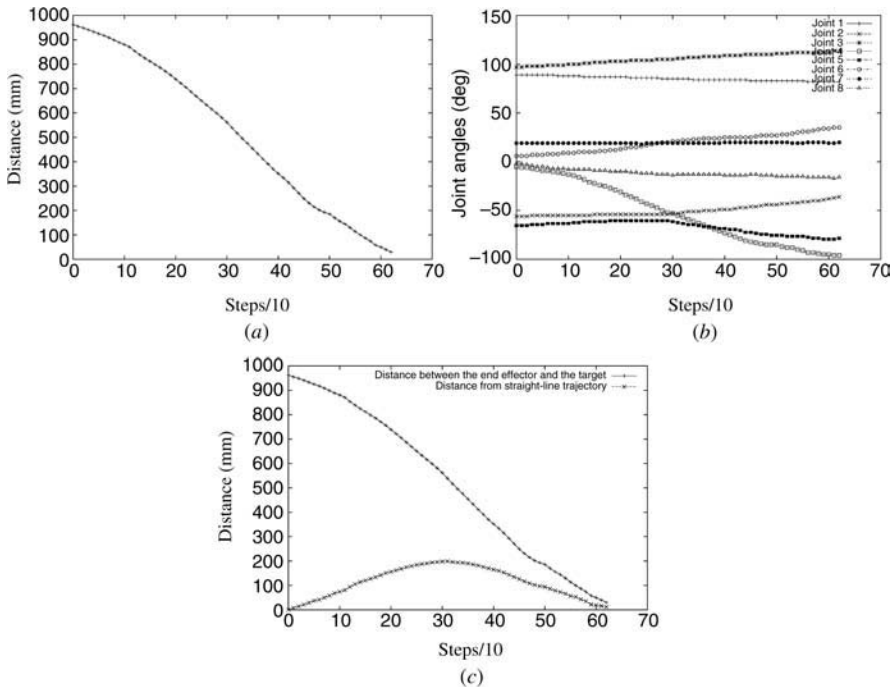 1000
900
800
700
600
500
400
300
200
100
0
Distance (mm)
0 10 20 30 40 50 60 70
Steps/10
(a)
150
100
50
0
−50
−100
Joint angles (deg)
Joint 1
Joint 2
Joint 3
Joint 4
Joint 5
Joint 6
Joint 7
Joint 8
0 10 20 30 40 50 60 70
Steps/10
(b)
1000
900
800
700
600
500
400
300
200
100
0
Distance (mm)
Distance between the end effector and the target
Distance from straight-line trajectory
0 10 20 30 40 50 60 70
Steps/10
(c)